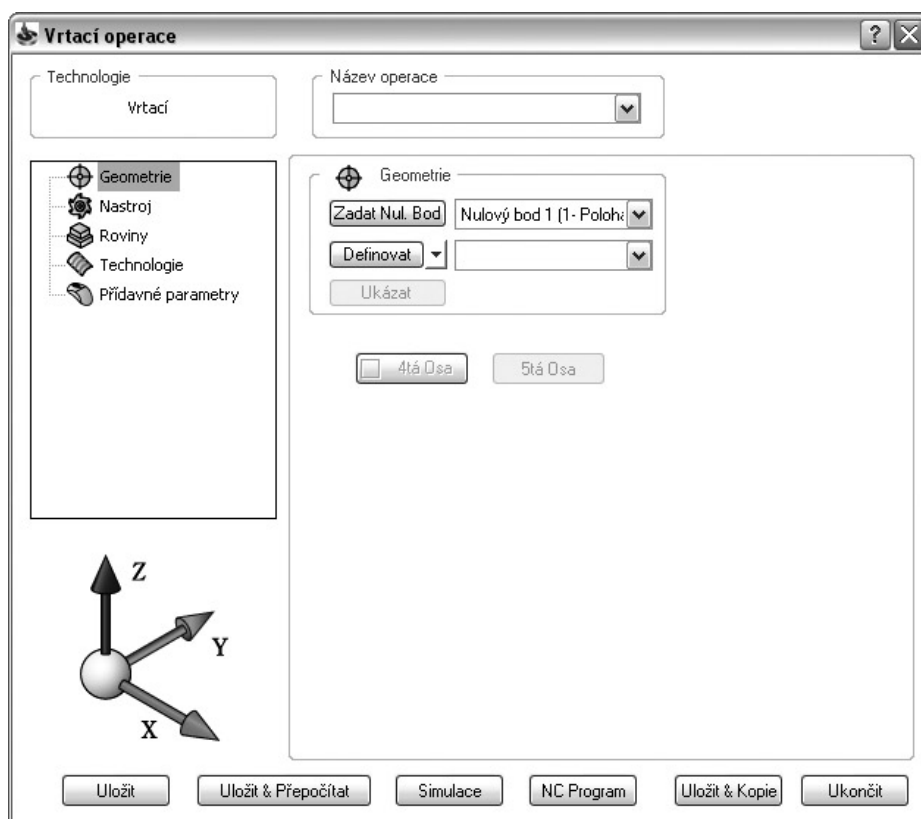 Vrtací operace
Technologie
Vrtací
Název operace
Geometrie
Nastroj
Roviny
Technologie
Přídavné parametry
Geometrie
Zadat Nul. Bod
Nulový bod 1 (1- Poloha
Definovat
Ukázat
4tá Osa
5tá Osa
Z
Y
X
Uložit
Uložit & Přepočítat
Simulace
NC Program
Uložit & Kopie
Ukončit